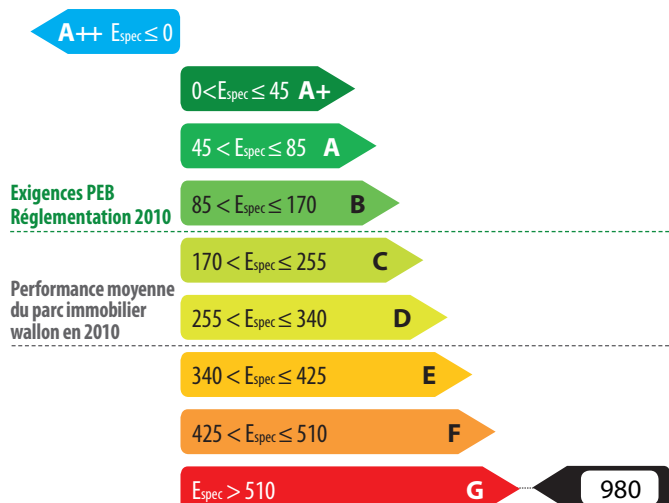 A++ Espec ≤ 0
0<Espec ≤ 45 A+
45 < Espec ≤ 85 A
Exigences PEB
Réglementation 2010
85 < Espec ≤ 170 B
170 < Espec ≤ 255 C
Performance moyenne
du parc immobilier
wallon en 2010
255 < Espec ≤ 340 D
340 < Espec ≤ 425 E
425 < Espec ≤ 510 F
Espec > 510 G
980